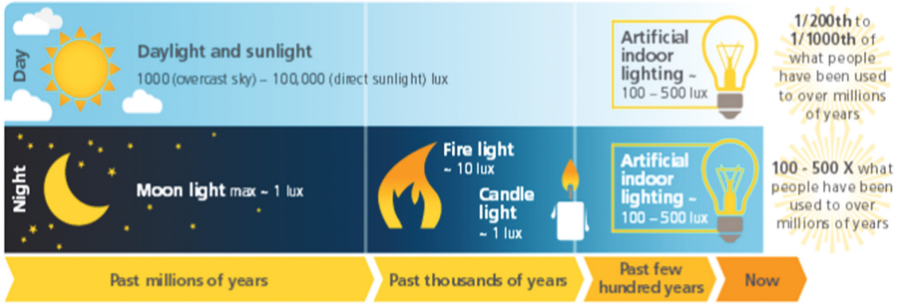 Day
Daylight and sunlight
1000 (overcast sky) – 100,000 (direct sunlight) lux
Artificial
indoor
lighting ~
100 – 500 lux
1/200th to
1/1000th of
what people
have been used
to over millions
of years
Night
Moon light max ~ 1 lux
Fire light
~ 10 lux
Candle
light
~ 1 lux
Artificial
indoor
lighting ~
100 – 500 lux
100 - 500 X what
people have been
used to over
millions of years
Past millions of years
Past thousands of years
Past few
hundred years
Now